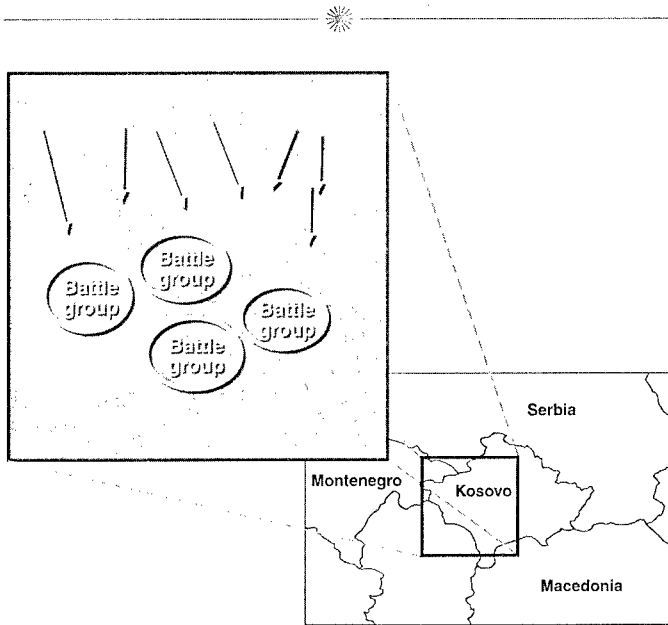 Battle
group
Battle
group
Battle
group
Battle
group
Serbia
Montenegro
Kosovo
Macedonia